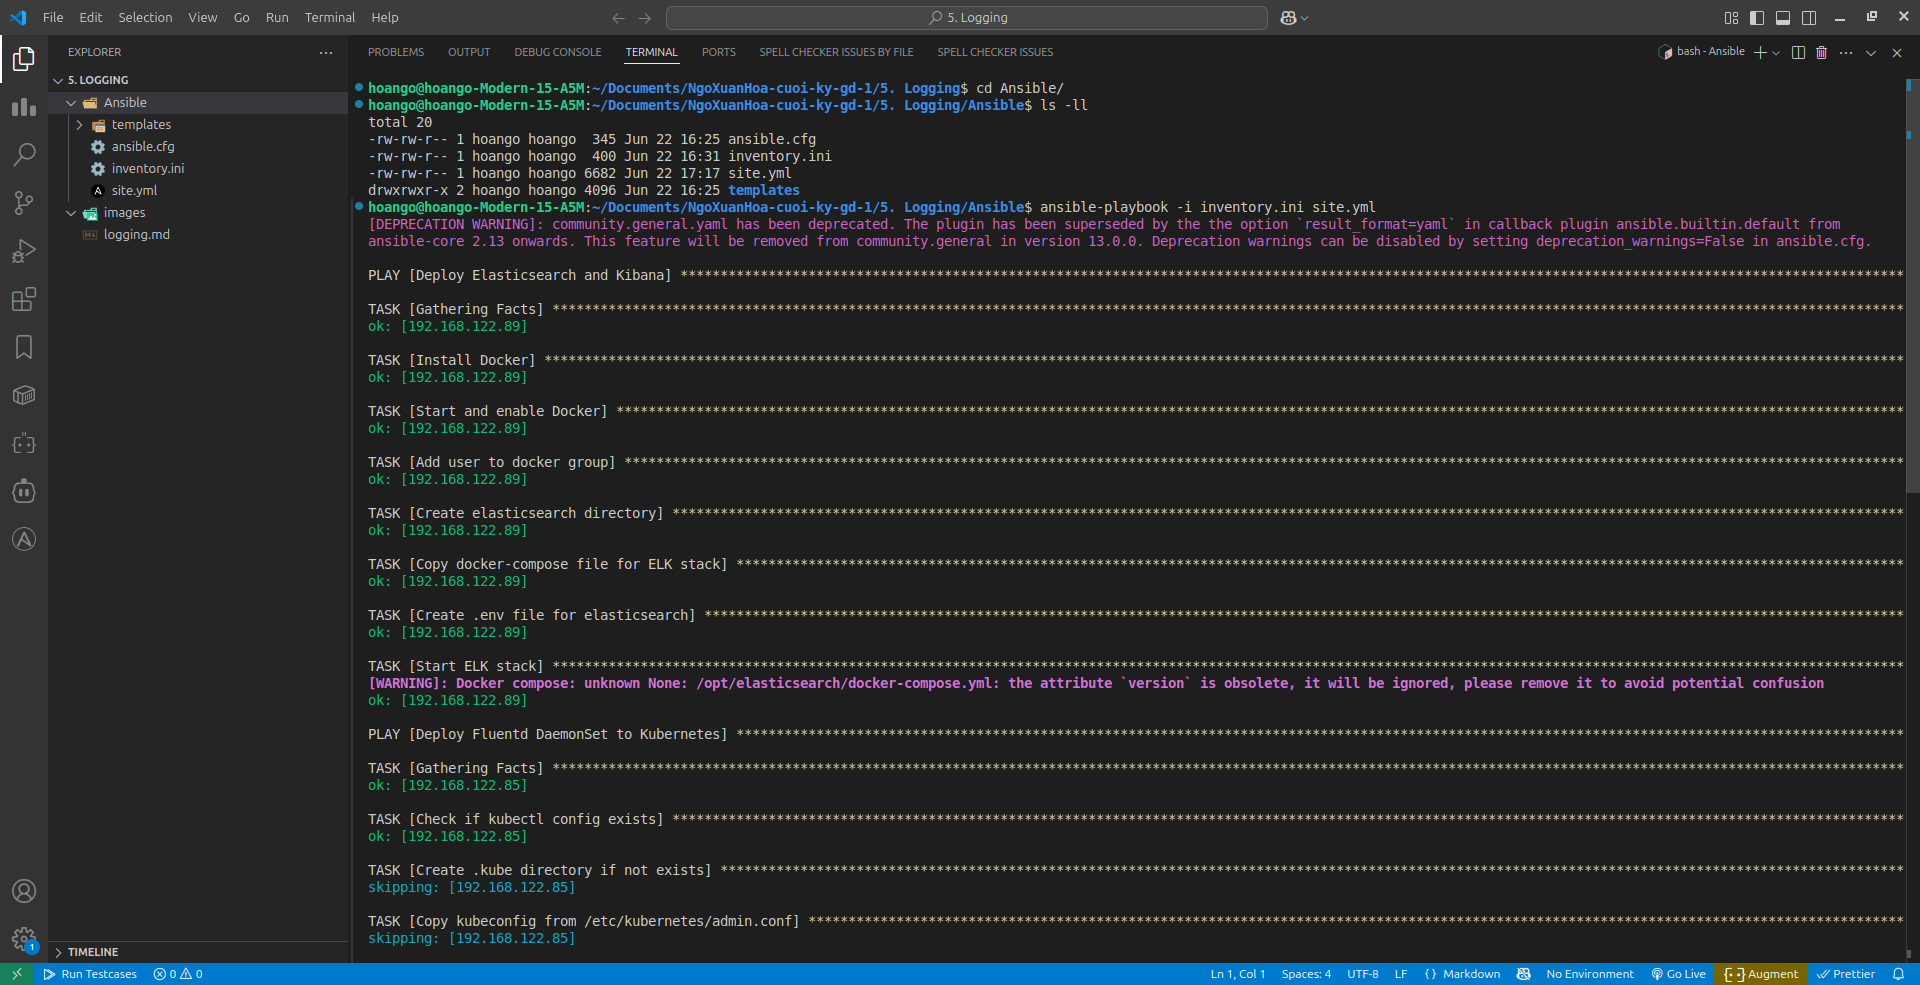 File Edit Selection View Go Run Terminal Help
5. Logging
EXPLORER
5. LOGGING
Ansible
templates
ansible.cfg
inventory.ini
site.yml
images
logging.md
TIMELINE
PROBLEMS OUTPUT DEBUG CONSOLE TERMINAL PORTS SPELL CHECKER ISSUES BY FILE SPELL CHECKER ISSUES
bash - Ansible
hoango@hoango-Modern-15-A5M:~/Documents/NgoXuanHoa-cuoi-ky-gd-1/5. Logging$ cd Ansible/
hoango@hoango-Modern-15-A5M:~/Documents/NgoXuanHoa-cuoi-ky-gd-1/5. Logging/Ansible$ ls -ll
total 20
-rw-rw-r-- 1 hoango hoango  345 Jun 22 16:25 ansible.cfg
-rw-rw-r-- 1 hoango hoango  400 Jun 22 16:31 inventory.ini
-rw-rw-r-- 1 hoango hoango 6682 Jun 22 17:17 site.yml
drwxrwxr-x 2 hoango hoango 4096 Jun 22 16:25 templates
hoango@hoango-Modern-15-A5M:~/Documents/NgoXuanHoa-cuoi-ky-gd-1/5. Logging/Ansible$ ansible-playbook -i inventory.ini site.yml
[DEPRECATION WARNING]: community.general.yaml has been deprecated. The plugin has been superseded by the the option `result_format=yaml` in callback plugin ansible.builtin.default from
ansible-core 2.13 onwards. This feature will be removed from community.general in version 13.0.0. Deprecation warnings can be disabled by setting deprecation_warnings=False in ansible.cfg.
PLAY [Deploy Elasticsearch and Kibana] ****************
TASK [Gathering Facts] ****************
ok: [192.168.122.89]
TASK [Install Docker] ****************
ok: [192.168.122.89]
TASK [Start and enable Docker] ****************
ok: [192.168.122.89]
TASK [Add user to docker group] ****************
ok: [192.168.122.89]
TASK [Create elasticsearch directory] ****************
ok: [192.168.122.89]
TASK [Copy docker-compose file for ELK stack] ****************
ok: [192.168.122.89]
TASK [Create .env file for elasticsearch] ****************
ok: [192.168.122.89]
TASK [Start ELK stack] ****************
[WARNING]: Docker compose: unknown None: /opt/elasticsearch/docker-compose.yml: the attribute `version` is obsolete, it will be ignored, please remove it to avoid potential confusion
ok: [192.168.122.89]
PLAY [Deploy Fluentd DaemonSet to Kubernetes] ****************
TASK [Gathering Facts] ****************
ok: [192.168.122.85]
TASK [Check if kubectl config exists] ****************
ok: [192.168.122.85]
TASK [Create .kube directory if not exists] ****************
skipping: [192.168.122.85]
TASK [Copy kubeconfig from /etc/kubernetes/admin.conf] ****************
skipping: [192.168.122.85]
1
Run Testcases 0 0 Ln 1, Col 1 Spaces: 4 UTF-8 LF {} Markdown No Environment Go Live Augment Prettier